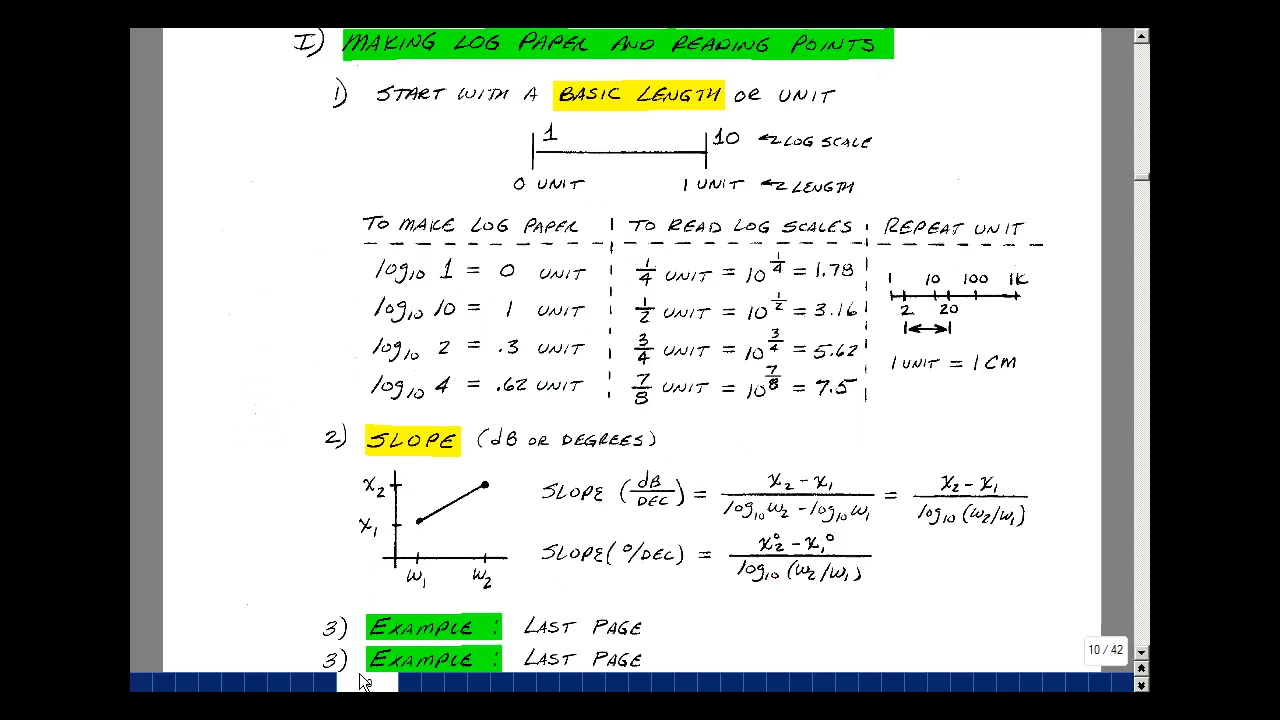 I) MAKING LOG PAPER AND READING POINTS
1) START WITH A BASIC LENGTH OR UNIT
1 10 ← LOG SCALE
0 UNIT 1 UNIT ← LENGTH
TO MAKE LOG PAPER TO READ LOG SCALES REPEAT UNIT
log₁₀ 1 = 0 UNIT
log₁₀ 10 = 1 UNIT
log₁₀ 2 = .3 UNIT
log₁₀ 4 = .62 UNIT
1/4 UNIT = 10^(1/4) = 1.78
1/2 UNIT = 10^(1/2) = 3.16
3/4 UNIT = 10^(3/4) = 5.62
7/8 UNIT = 10^(7/8) = 7.5
1 10 100 1K
2 20
1 UNIT = 1 CM
2) SLOPE (dB OR DEGREES)
x₂
x₁
ω₁ ω₂
SLOPE (dB/DEC) = (x₂ - x₁)/(log₁₀ω₂ - log₁₀ω₁) = (x₂ - x₁)/(log₁₀(ω₂/ω₁))
SLOPE (°/DEC) = (x₂° - x₁°)/(log₁₀(ω₂/ω₁))
3) EXAMPLE: LAST PAGE
3) EXAMPLE: LAST PAGE
10 / 42